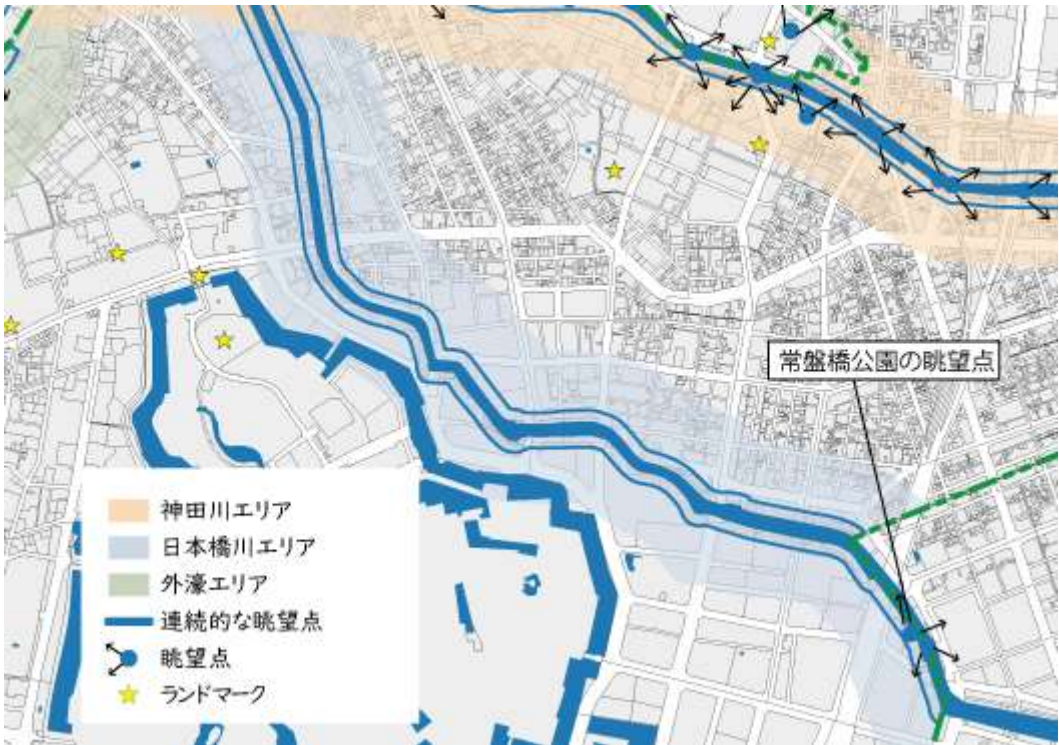 常盤橋公園の眺望点
神田川エリア
日本橋川エリア
外濠エリア
連続的な眺望点
眺望点
ランドマーク